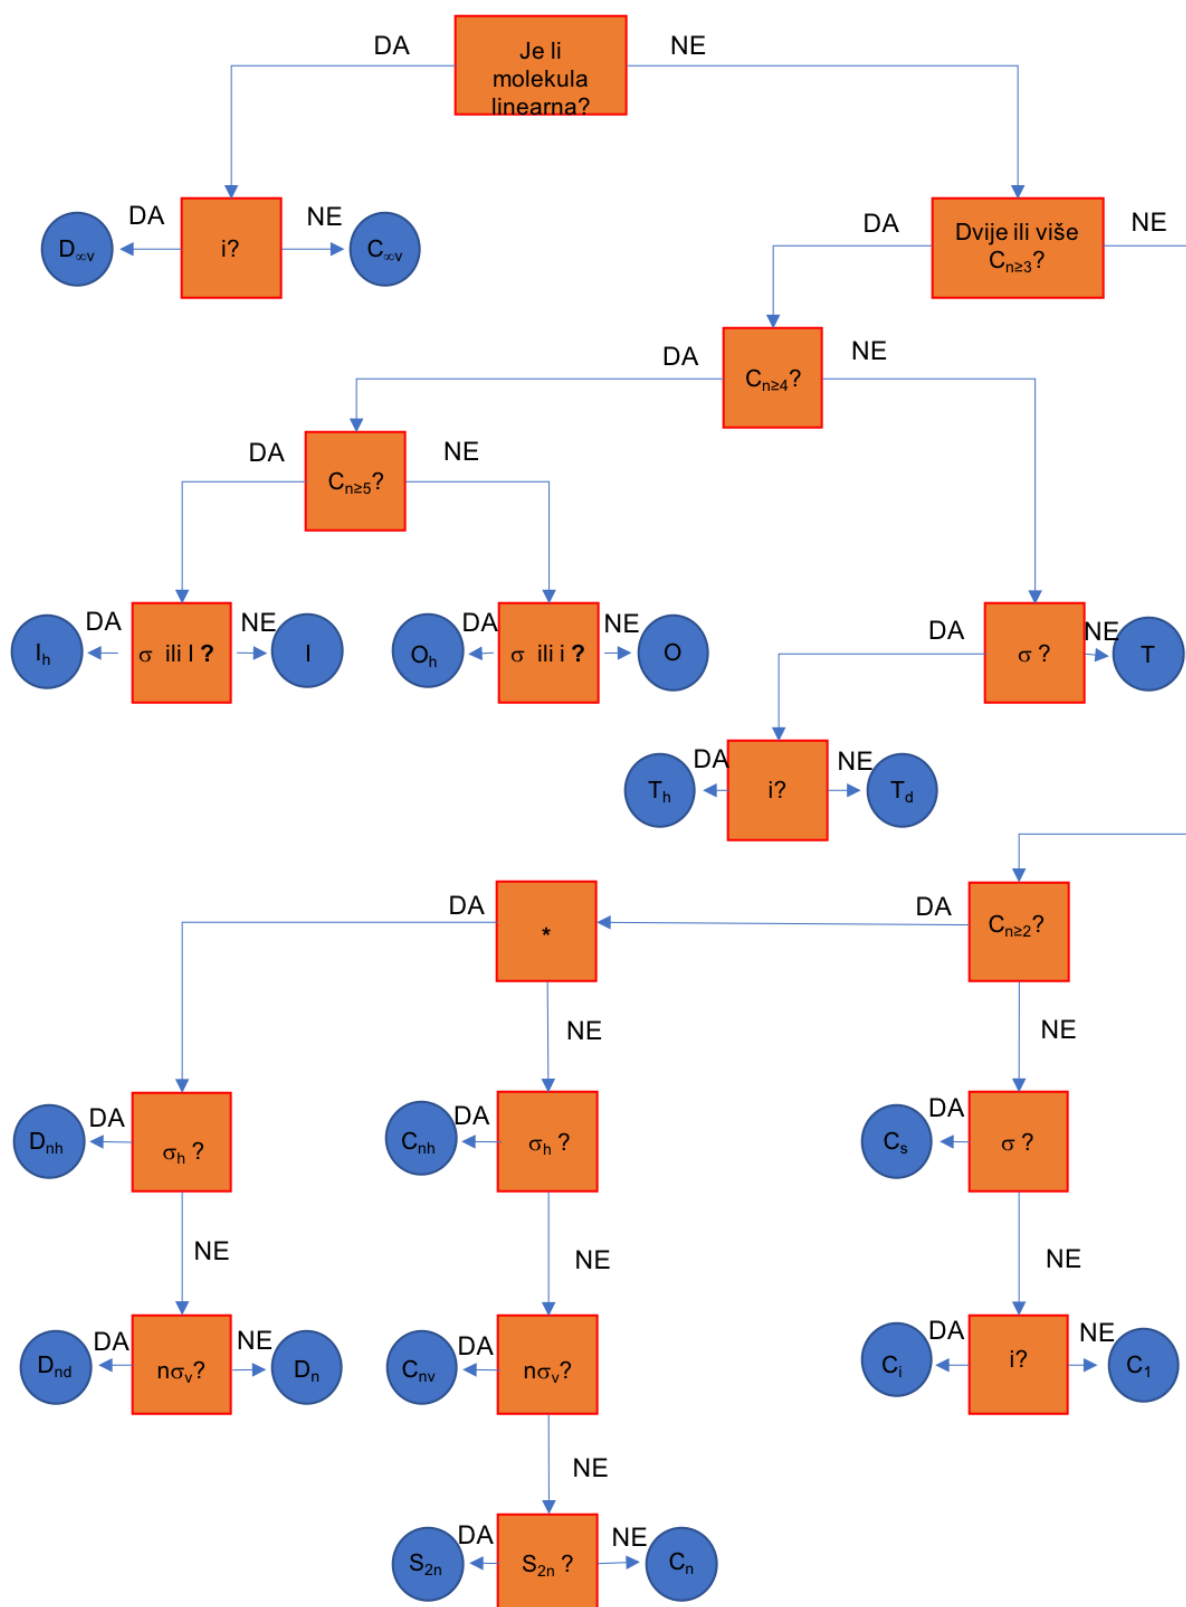 DA
Je li
molekula
linearna?
NE
D∞v
DA
i?
NE
C∞v
DA
Dvije ili više
Cn≥3?
NE
DA
Cn≥4?
NE
DA
Cn≥5?
NE
Ih
DA
σ ili I ?
NE
I
Oh
DA
σ ili i ?
NE
O
DA
σ ?
NE
T
Th
DA
i?
NE
Td
DA
*
DA
Cn≥2?
NE
NE
Dnh
DA
σh ?
Cnh
DA
σh ?
Cs
DA
σ ?
NE
NE
NE
Dnd
DA
nσv?
NE
Dn
Cnv
DA
nσv?
Ci
DA
i?
NE
C1
NE
S2n
DA
S2n ?
NE
Cn